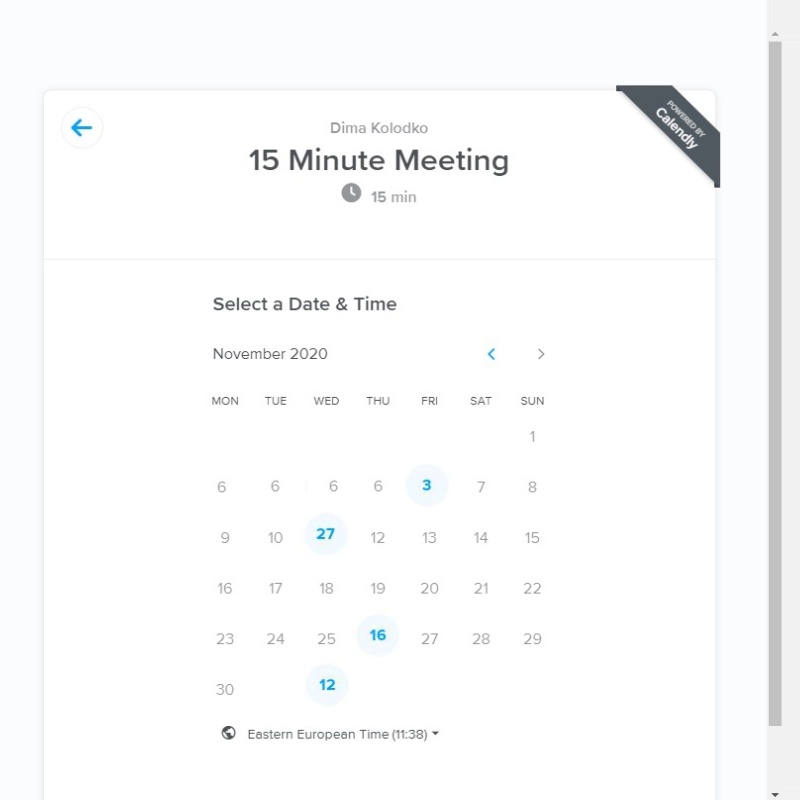 POWERED BY
Calendly
Dima Kolodko
15 Minute Meeting
15 min
Select a Date & Time
November 2020
MON TUE WED THU FRI SAT SUN
1
6 6 6 6 3 7 8
9 10 27 12 13 14 15
16 17 18 19 20 21 22
23 24 25 16 27 28 29
30 12
Eastern European Time (11:38)